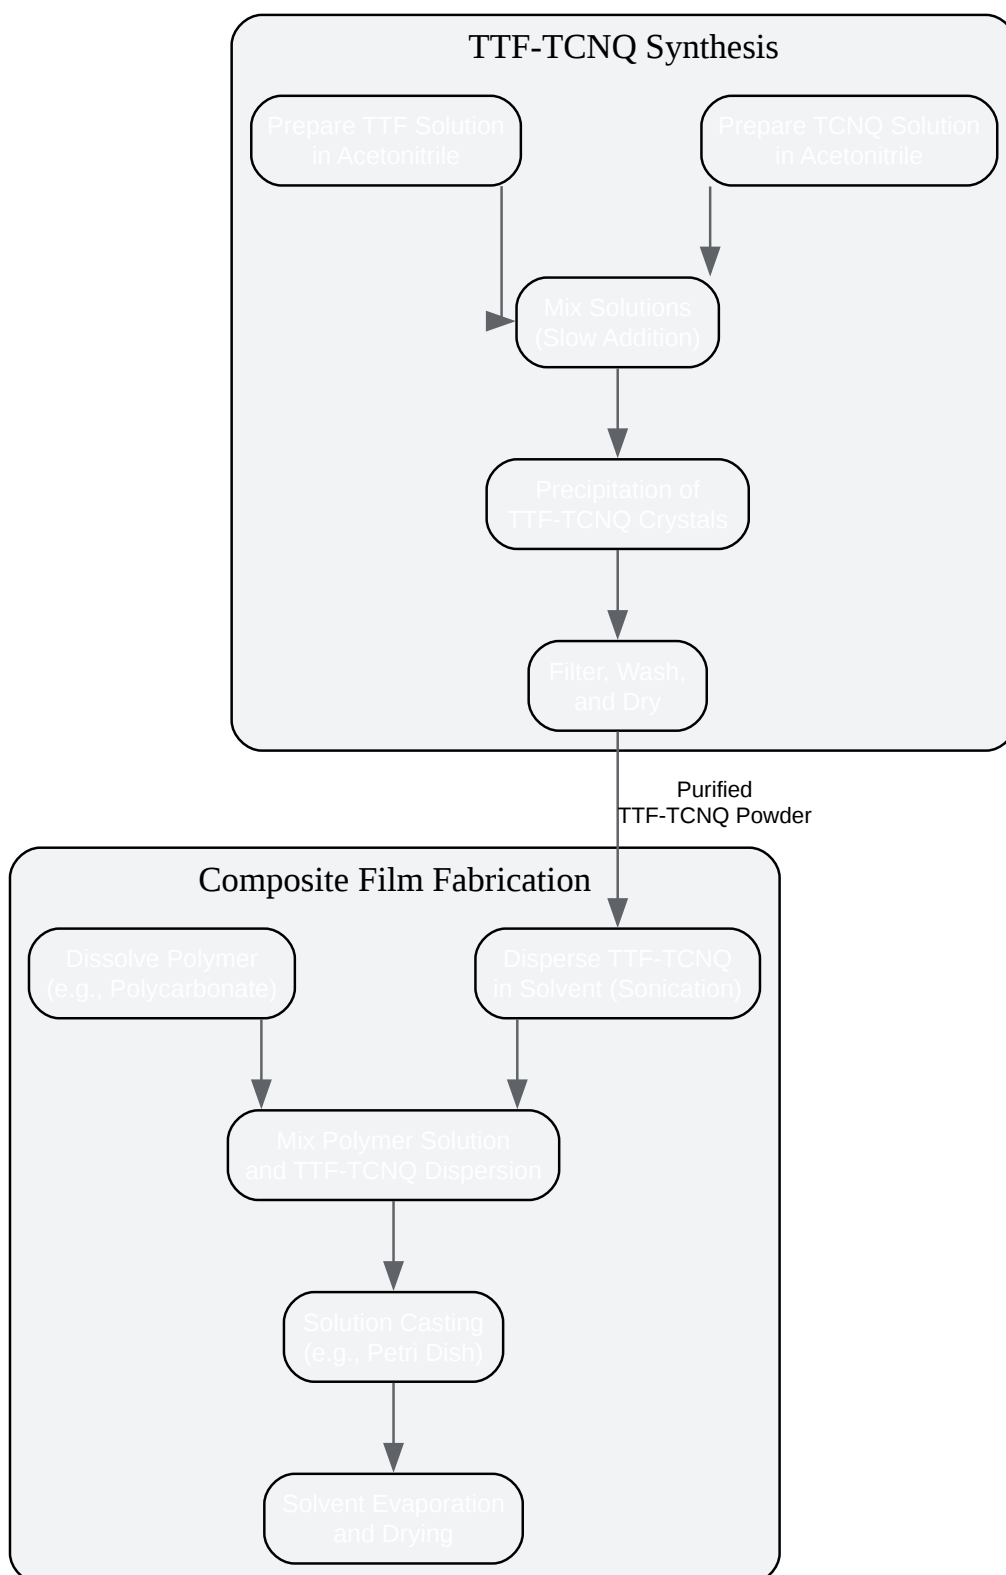 TTF-TCNQ Synthesis
Prepare TTF Solution
in Acetonitrile
Prepare TCNQ Solution
in Acetonitrile
Mix Solutions
(Slow Addition)
Precipitation of
TTF-TCNQ Crystals
Filter, Wash,
and Dry
Purified
TTF-TCNQ Powder
Composite Film Fabrication
Dissolve Polymer
(e.g., Polycarbonate)
Disperse TTF-TCNQ
in Solvent (Sonication)
Mix Polymer Solution
and TTF-TCNQ Dispersion
Solution Casting
(e.g., Petri Dish)
Solvent Evaporation
and Drying